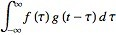 ∫_{-∞}^{∞} f(τ) g(t − τ) dτ